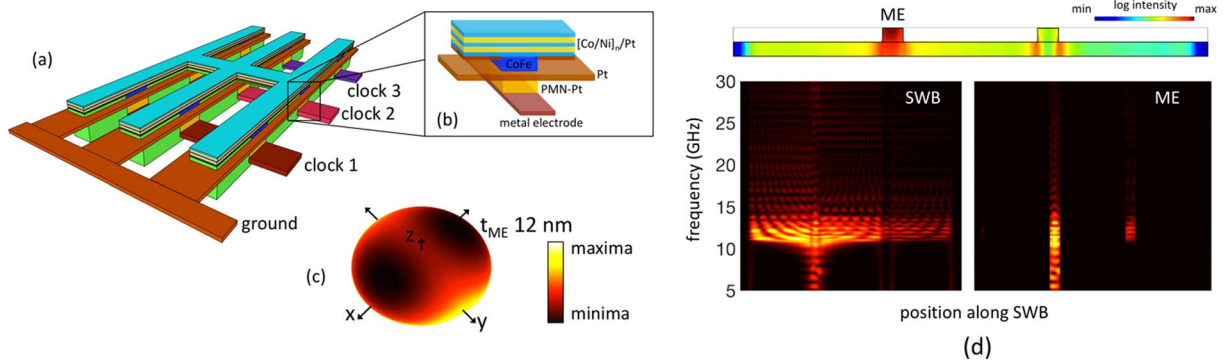 (a)
clock 3
clock 2
clock 1
ground
[Co/Ni]n/Pt
CoFe
Pt
PMN-Pt
metal electrode
(b)
(c)
z
x
y
tME 12 nm
maxima
minima
ME
min log intensity max
SWB
ME
frequency (GHz)
30
25
20
15
10
5
position along SWB
(d)